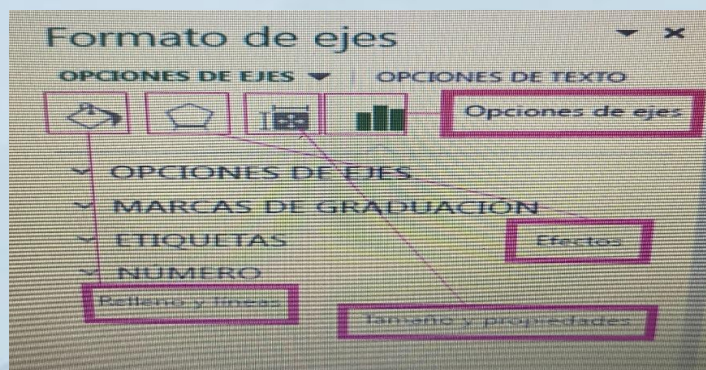 Formato de ejes
OPCIONES DE EJES OPCIONES DE TEXTO
Opciones de ejes
OPCIONES DE EJES
MARCAS DE GRADUACIÓN
ETIQUETAS
Efectos
NÚMERO
Relleno y líneas
Tamaño y propiedades